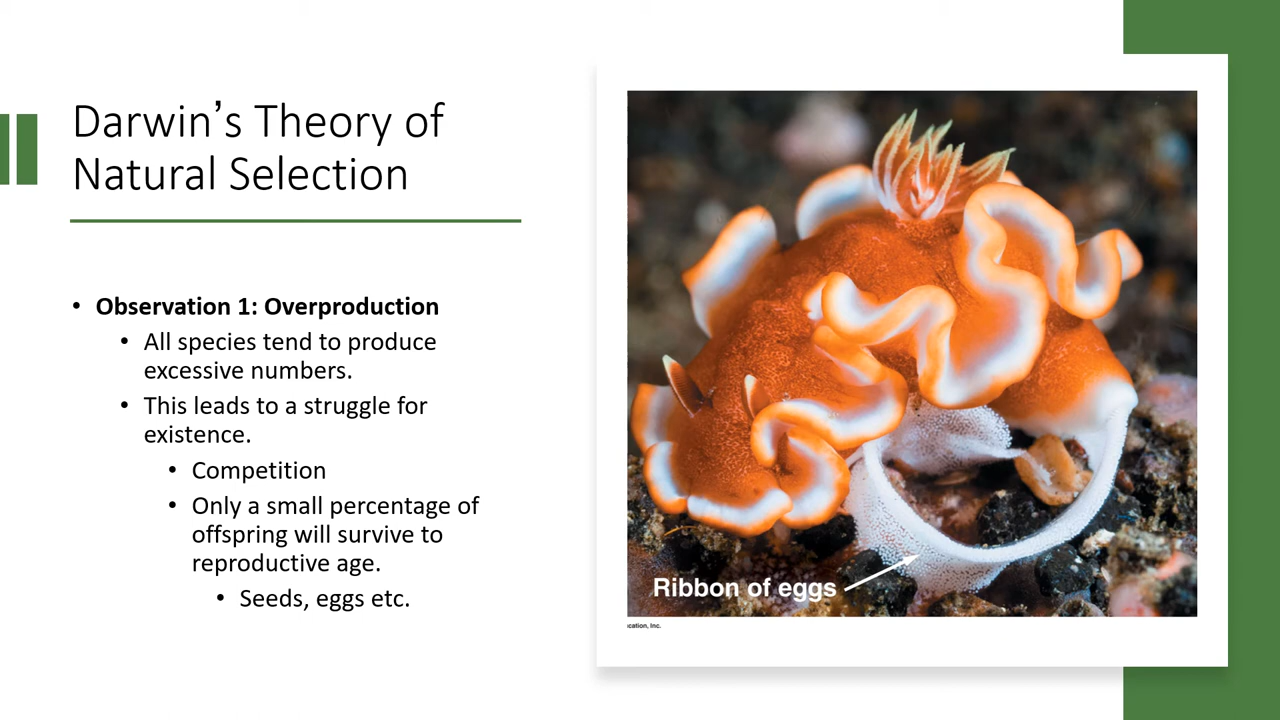 Darwin’s Theory of
Natural Selection
• Observation 1: Overproduction
• All species tend to produce
excessive numbers.
• This leads to a struggle for
existence.
• Competition
• Only a small percentage of
offspring will survive to
reproductive age.
• Seeds, eggs etc.
Ribbon of eggs
cation, Inc.